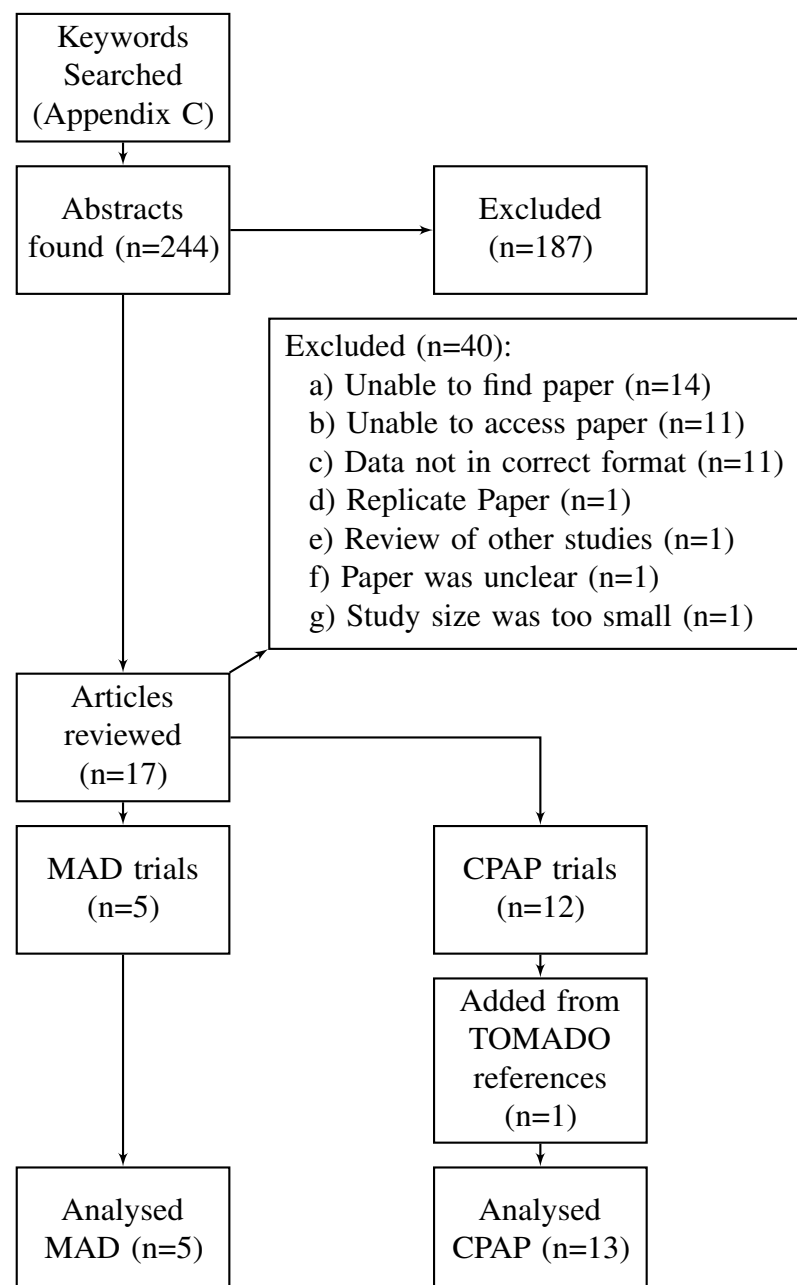 Keywords
Searched
(Appendix C)
Abstracts
found (n=244)
Excluded
(n=187)
Excluded (n=40):
a) Unable to find paper (n=14)
b) Unable to access paper (n=11)
c) Data not in correct format (n=11)
d) Replicate Paper (n=1)
e) Review of other studies (n=1)
f) Paper was unclear (n=1)
g) Study size was too small (n=1)
Articles
reviewed
(n=17)
MAD trials
(n=5)
CPAP trials
(n=12)
Added from
TOMADO
references
(n=1)
Analysed
MAD (n=5)
Analysed
CPAP (n=13)